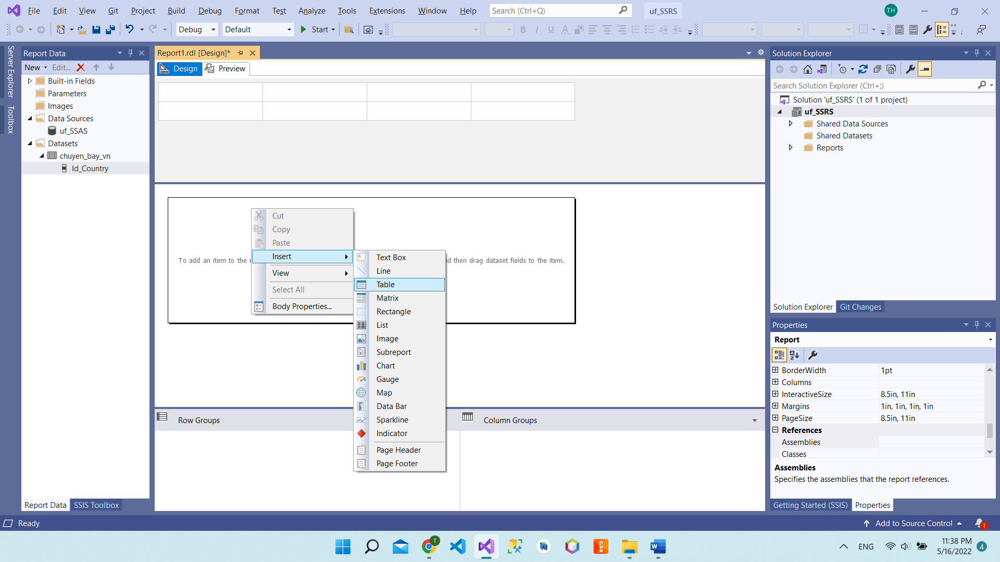 File Edit View Git Project Build Debug Format Test Analyze Tools Extensions Window Help Search (Ctrl+Q) uf_SSRS TH
Debug Default Start B I U A
Server Explorer
Toolbox
Report Data
New Edit...
Built-in Fields
Parameters
Images
Data Sources
uf_SSAS
Datasets
chuyen_bay_vn
Id_Country
Report Data SSIS Toolbox
Report1.rdl [Design]*
Design Preview
To add an item to the
nd then drag dataset fields to the item.
Cut
Copy
Paste
Insert
View
Select All
Body Properties...
Text Box
Line
Table
Matrix
Rectangle
List
Image
Subreport
Chart
Gauge
Map
Data Bar
Sparkline
Indicator
Page Header
Page Footer
Row Groups
Column Groups
Solution Explorer
Search Solution Explorer (Ctrl+;)
Solution 'uf_SSRS' (1 of 1 project)
uf_SSRS
Shared Data Sources
Shared Datasets
Reports
Solution Explorer Git Changes
Properties
Report
BorderWidth 1pt
Columns
InteractiveSize 8.5in, 11in
Margins 1in, 1in, 1in, 1in
PageSize 8.5in, 11in
References
Assemblies
Classes
Assemblies
Specifies the assemblies that the report references.
Getting Started (SSIS) Properties
Ready
Add to Source Control 1
T
ENG
11:38 PM
5/16/2022
4